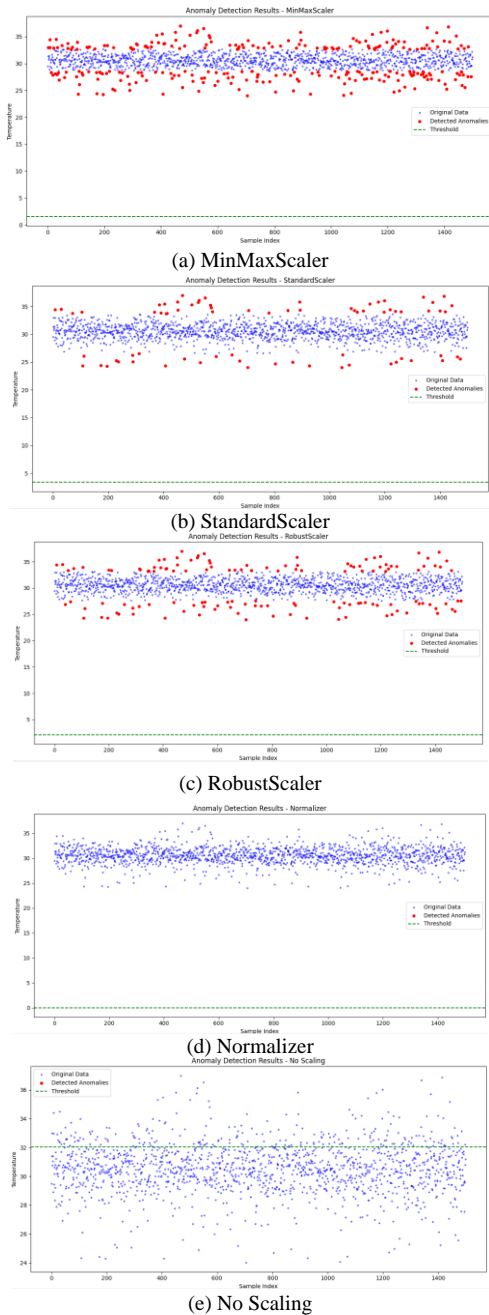 Anomaly Detection Results - MinMaxScaler
35
30
25
20
15
10
5
0
Temperature
Original Data
Detected Anomalies
Threshold
0 200 400 600 800 1000 1200 1400
Sample Index
(a) MinMaxScaler
Anomaly Detection Results - StandardScaler
35
30
25
20
15
10
5
Temperature
Original Data
Detected Anomalies
Threshold
0 200 400 600 800 1000 1200 1400
Sample Index
(b) StandardScaler
Anomaly Detection Results - RobustScaler
35
30
25
20
15
10
5
Temperature
Original Data
Detected Anomalies
Threshold
0 200 400 600 800 1000 1200 1400
Sample Index
(c) RobustScaler
Anomaly Detection Results - Normalizer
35
30
25
20
15
10
5
0
Temperature
Original Data
Detected Anomalies
Threshold
0 200 400 600 800 1000 1200 1400
Sample Index
(d) Normalizer
Anomaly Detection Results - No Scaling
Original Data
Detected Anomalies
Threshold
36
34
32
30
28
26
24
Temperature
0 200 400 600 800 1000 1200 1400
Sample Index
(e) No Scaling